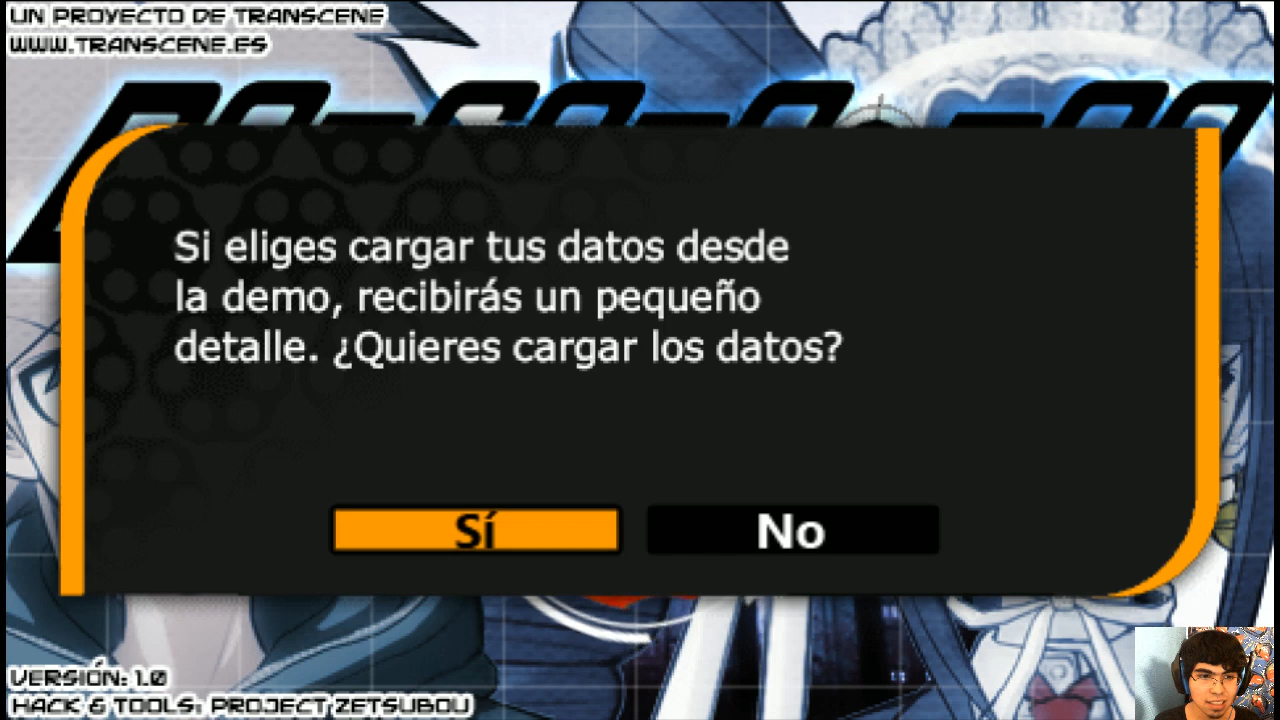 UN PROYECTO DE TRANSCENE
WWW.TRANSCENE.ES
Si eliges cargar tus datos desde
la demo, recibirás un pequeño
detalle. ¿Quieres cargar los datos?
Sí
No
VERSIÓN: 1.0
HACK & TOOLS: PROJECT ZETSUBOU